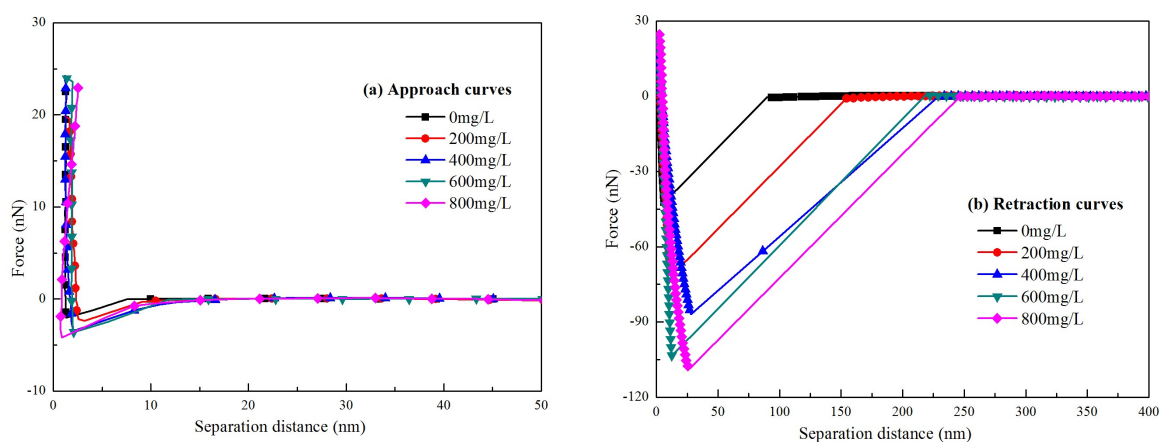 (a) Approach curves
0mg/L
200mg/L
400mg/L
600mg/L
800mg/L
30
20
10
0
-10
Force (nN)
0 10 20 30 40 50
Separation distance (nm)
(b) Retraction curves
0mg/L
200mg/L
400mg/L
600mg/L
800mg/L
30
0
-30
-60
-90
-120
Force (nN)
0 50 100 150 200 250 300 350 400
Separation distance (nm)